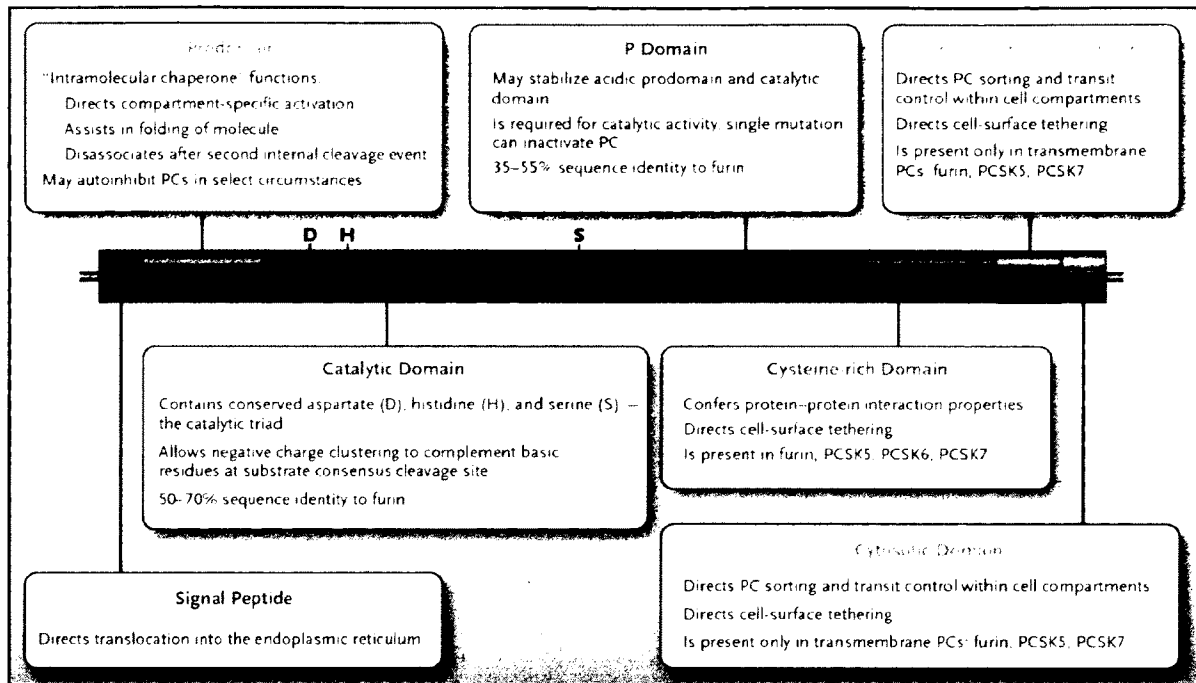 Prodomain
"Intramolecular chaperone" functions.
Directs compartment-specific activation
Assists in folding of molecule
Disassociates after second internal cleavage event
May autoinhibit PCs in select circumstances
P Domain
May stabilize acidic prodomain and catalytic
domain
Is required for catalytic activity, single mutation
can inactivate PC
35–55% sequence identity to furin
Directs PC sorting and transit
control within cell compartments
Directs cell-surface tethering
Is present only in transmembrane
PCs: furin, PCSK5, PCSK7
D H S
Catalytic Domain
Contains conserved aspartate (D), histidine (H), and serine (S) –
the catalytic triad
Allows negative charge clustering to complement basic
residues at substrate consensus cleavage site
50–70% sequence identity to furin
Cysteine-rich Domain
Confers protein–protein interaction properties
Directs cell-surface tethering
Is present in furin, PCSK5, PCSK6, PCSK7
Signal Peptide
Directs translocation into the endoplasmic reticulum
Cytosolic Domain
Directs PC sorting and transit control within cell compartments
Directs cell-surface tethering
Is present only in transmembrane PCs: furin, PCSK5, PCSK7